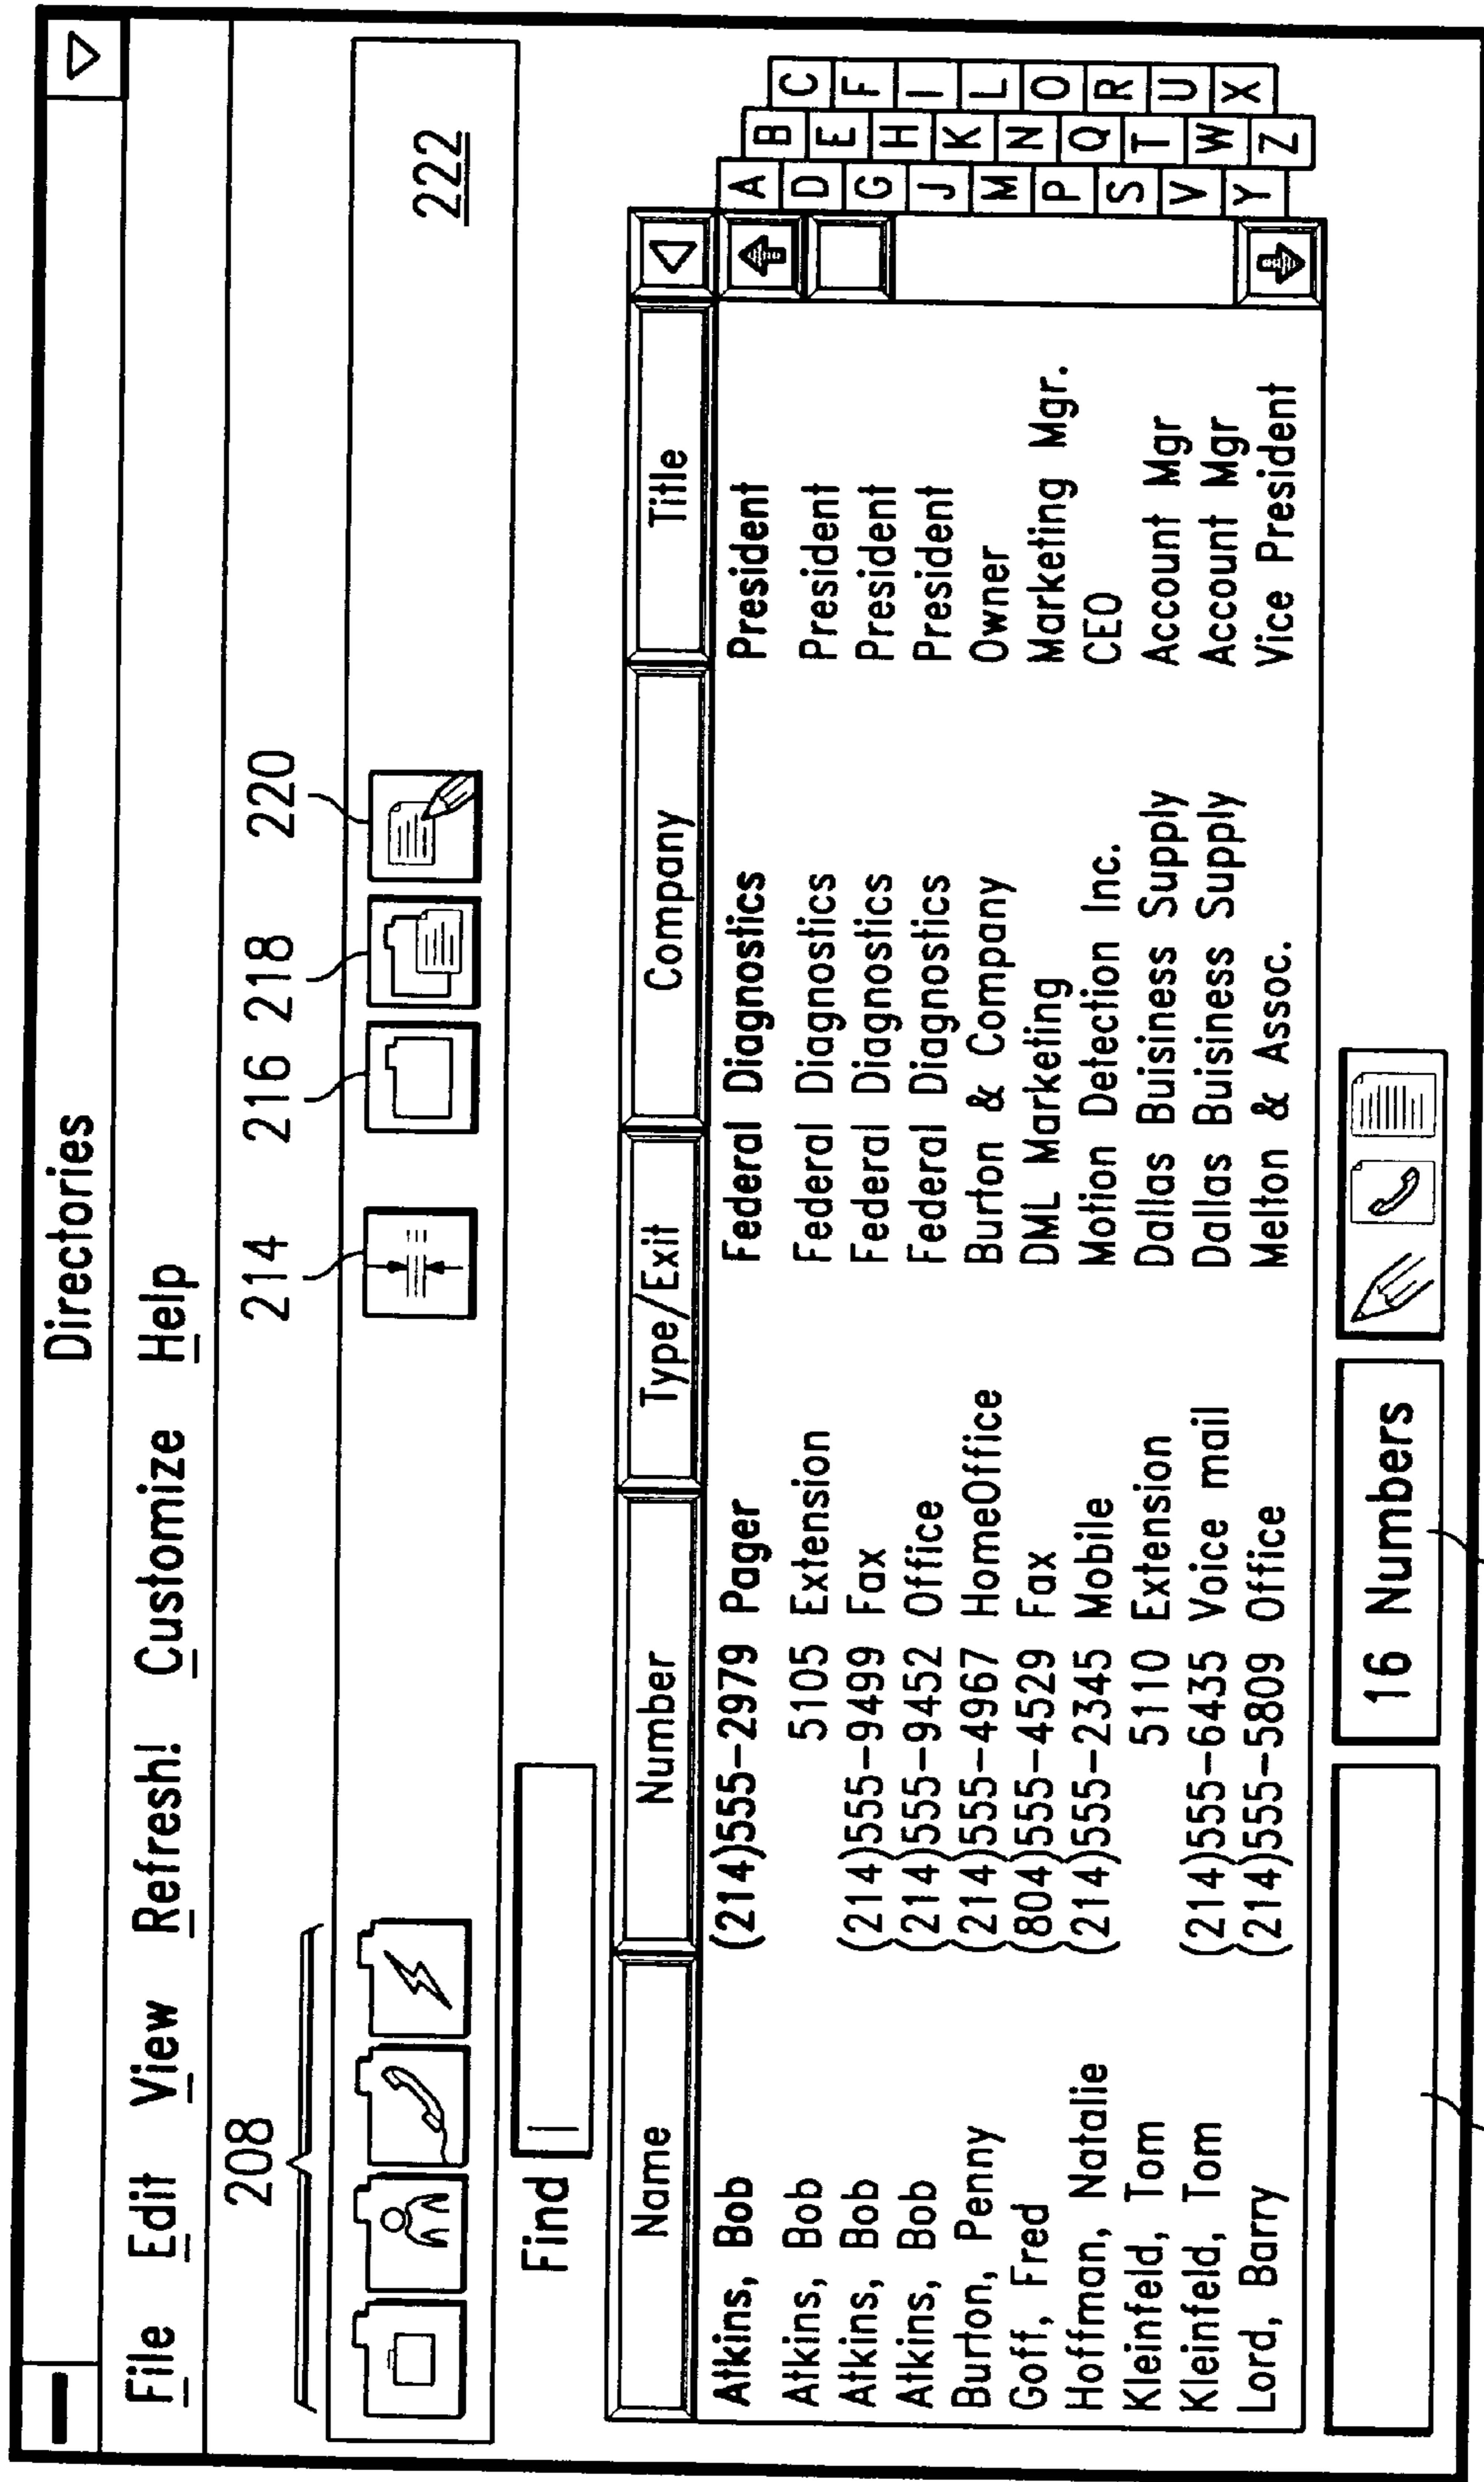 Directories
File Edit View Refresh! Customize Help
208 214 216 218 220
222
Find
Name Number Type/Exit Company Title
Atkins, Bob (214)555-2979 Pager Federal Diagnostics President
Atkins, Bob 5105 Extension Federal Diagnostics President
Atkins, Bob (214)555-9499 Fax Federal Diagnostics President
Atkins, Bob (214)555-9452 Office Federal Diagnostics President
Burton, Penny (214)555-4967 HomeOffice Burton & Company Owner
Goff, Fred (804)555-4529 Fax DML Marketing Marketing Mgr.
Hoffman, Natalie (214)555-2345 Mobile Motion Detection Inc. CEO
Kleinfeld, Tom 5110 Extension Dallas Buisiness Supply Account Mgr
Kleinfeld, Tom (214)555-6435 Voice mail Dallas Buisiness Supply Account Mgr
Lord, Barry (214)555-5809 Office Melton & Assoc. Vice President
A B C
D E F
G H I
J K L
M N O
P Q R
S T U
V W X
Y Z
16 Numbers